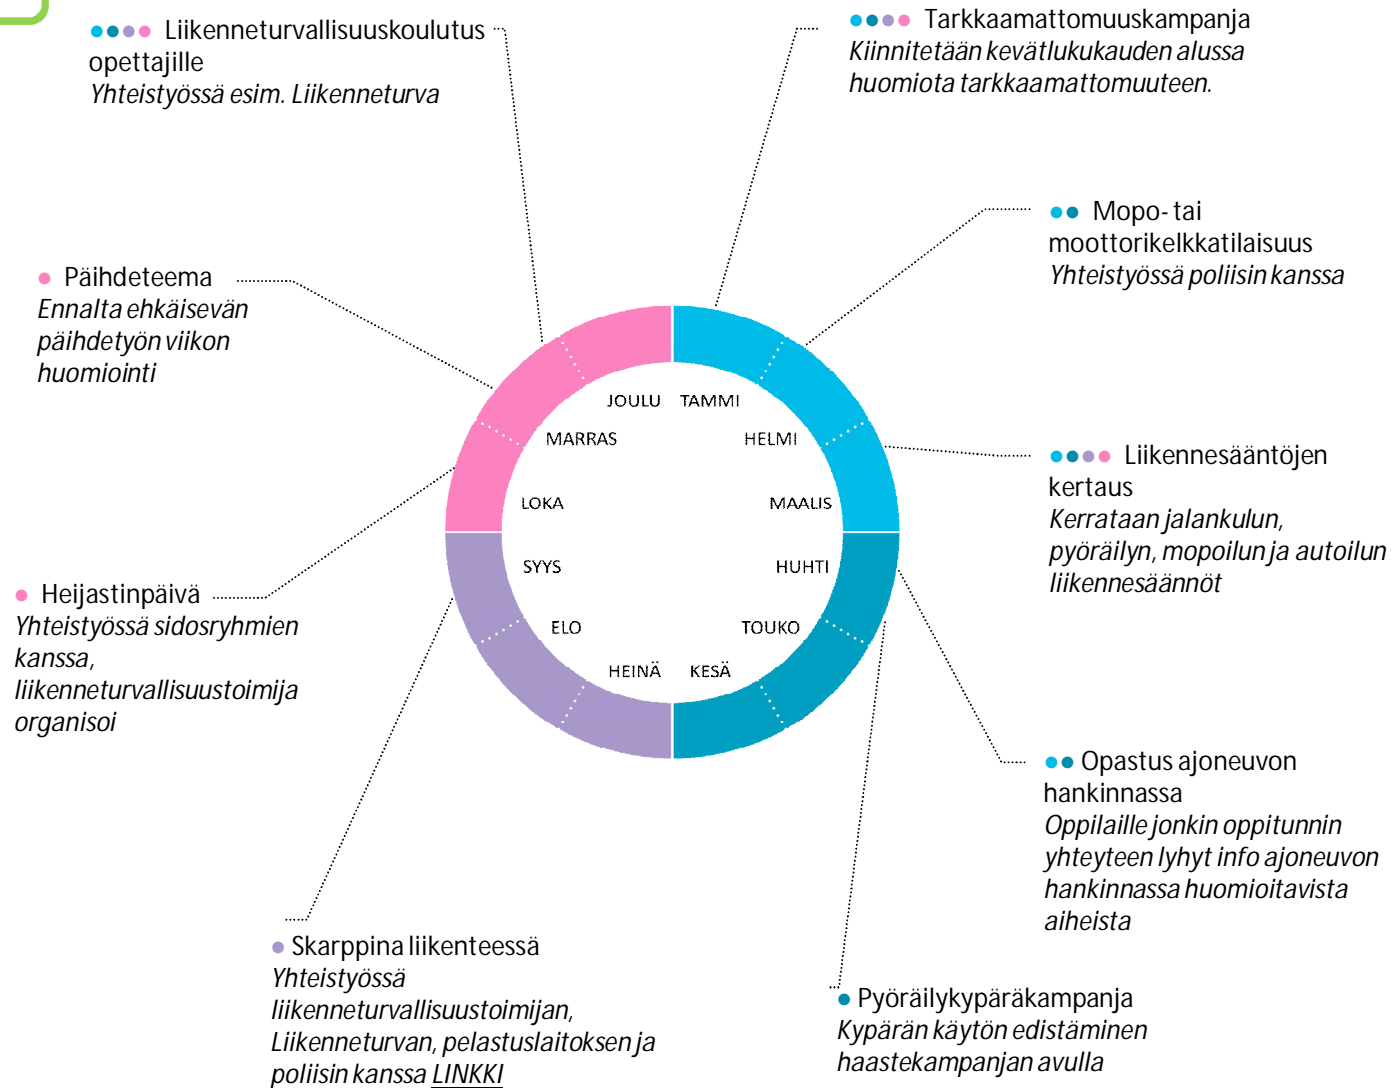 Liikenneturvallisuuskoulutus
opettajille
Yhteistyössä esim. Liikenneturva
Tarkkaamattomuuskampanja
Kiinnitetään kevätlukukauden alussa
huomiota tarkkaamattomuuteen.
Mopo- tai
moottorikelkkatilaisuus
Yhteistyössä poliisin kanssa
Päihdeteema
Ennalta ehkäisevän
päihdetyön viikon
huomiointi
JOULU TAMMI
MARRAS HELMI
LOKA MAALIS
SYYS HUHTI
ELO TOUKO
HEINÄ KESÄ
Liikennesääntöjen
kertaus
Kerrataan jalankulun,
pyöräilyn, mopoilun ja autoilun
liikennesäännöt
Heijastinpäivä
Yhteistyössä sidosryhmien
kanssa,
liikenneturvallisuustoimija
organisoi
Opastus ajoneuvon
hankinnassa
Oppilaille jonkin oppitunnin
yhteyteen lyhyt info ajoneuvon
hankinnassa huomioitavista
aiheista
Skarppina liikenteessä
Yhteistyössä
liikenneturvallisuustoimijan,
Liikenneturvan, pelastuslaitoksen ja
poliisin kanssa LINKKI
Pyöräilykypäräkampanja
Kypärän käytön edistäminen
haastekampanjan avulla